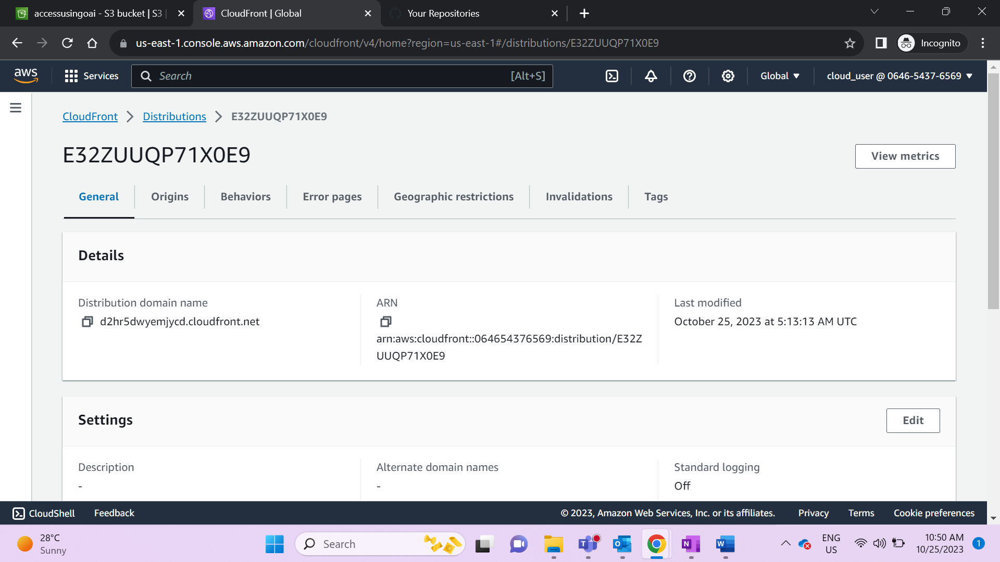 accessusingoai - S3 bucket | S3
CloudFront | Global
Your Repositories
us-east-1.console.aws.amazon.com/cloudfront/v4/home?region=us-east-1#/distributions/E32ZUUQP71X0E9
Incognito
aws
Services
Search
[Alt+S]
Global
cloud_user @ 0646-5437-6569
CloudFront
Distributions
E32ZUUQP71X0E9
E32ZUUQP71X0E9
View metrics
General
Origins
Behaviors
Error pages
Geographic restrictions
Invalidations
Tags
Details
Distribution domain name
d2hr5dwyemjycd.cloudfront.net
ARN
arn:aws:cloudfront::064654376569:distribution/E32Z
UUQP71X0E9
Last modified
October 25, 2023 at 5:13:13 AM UTC
Settings
Edit
Description
-
Alternate domain names
-
Standard logging
Off
CloudShell
Feedback
© 2023, Amazon Web Services, Inc. or its affiliates.
Privacy
Terms
Cookie preferences
28°C
Sunny
Search
ENG
US
10:50 AM
10/25/2023
1